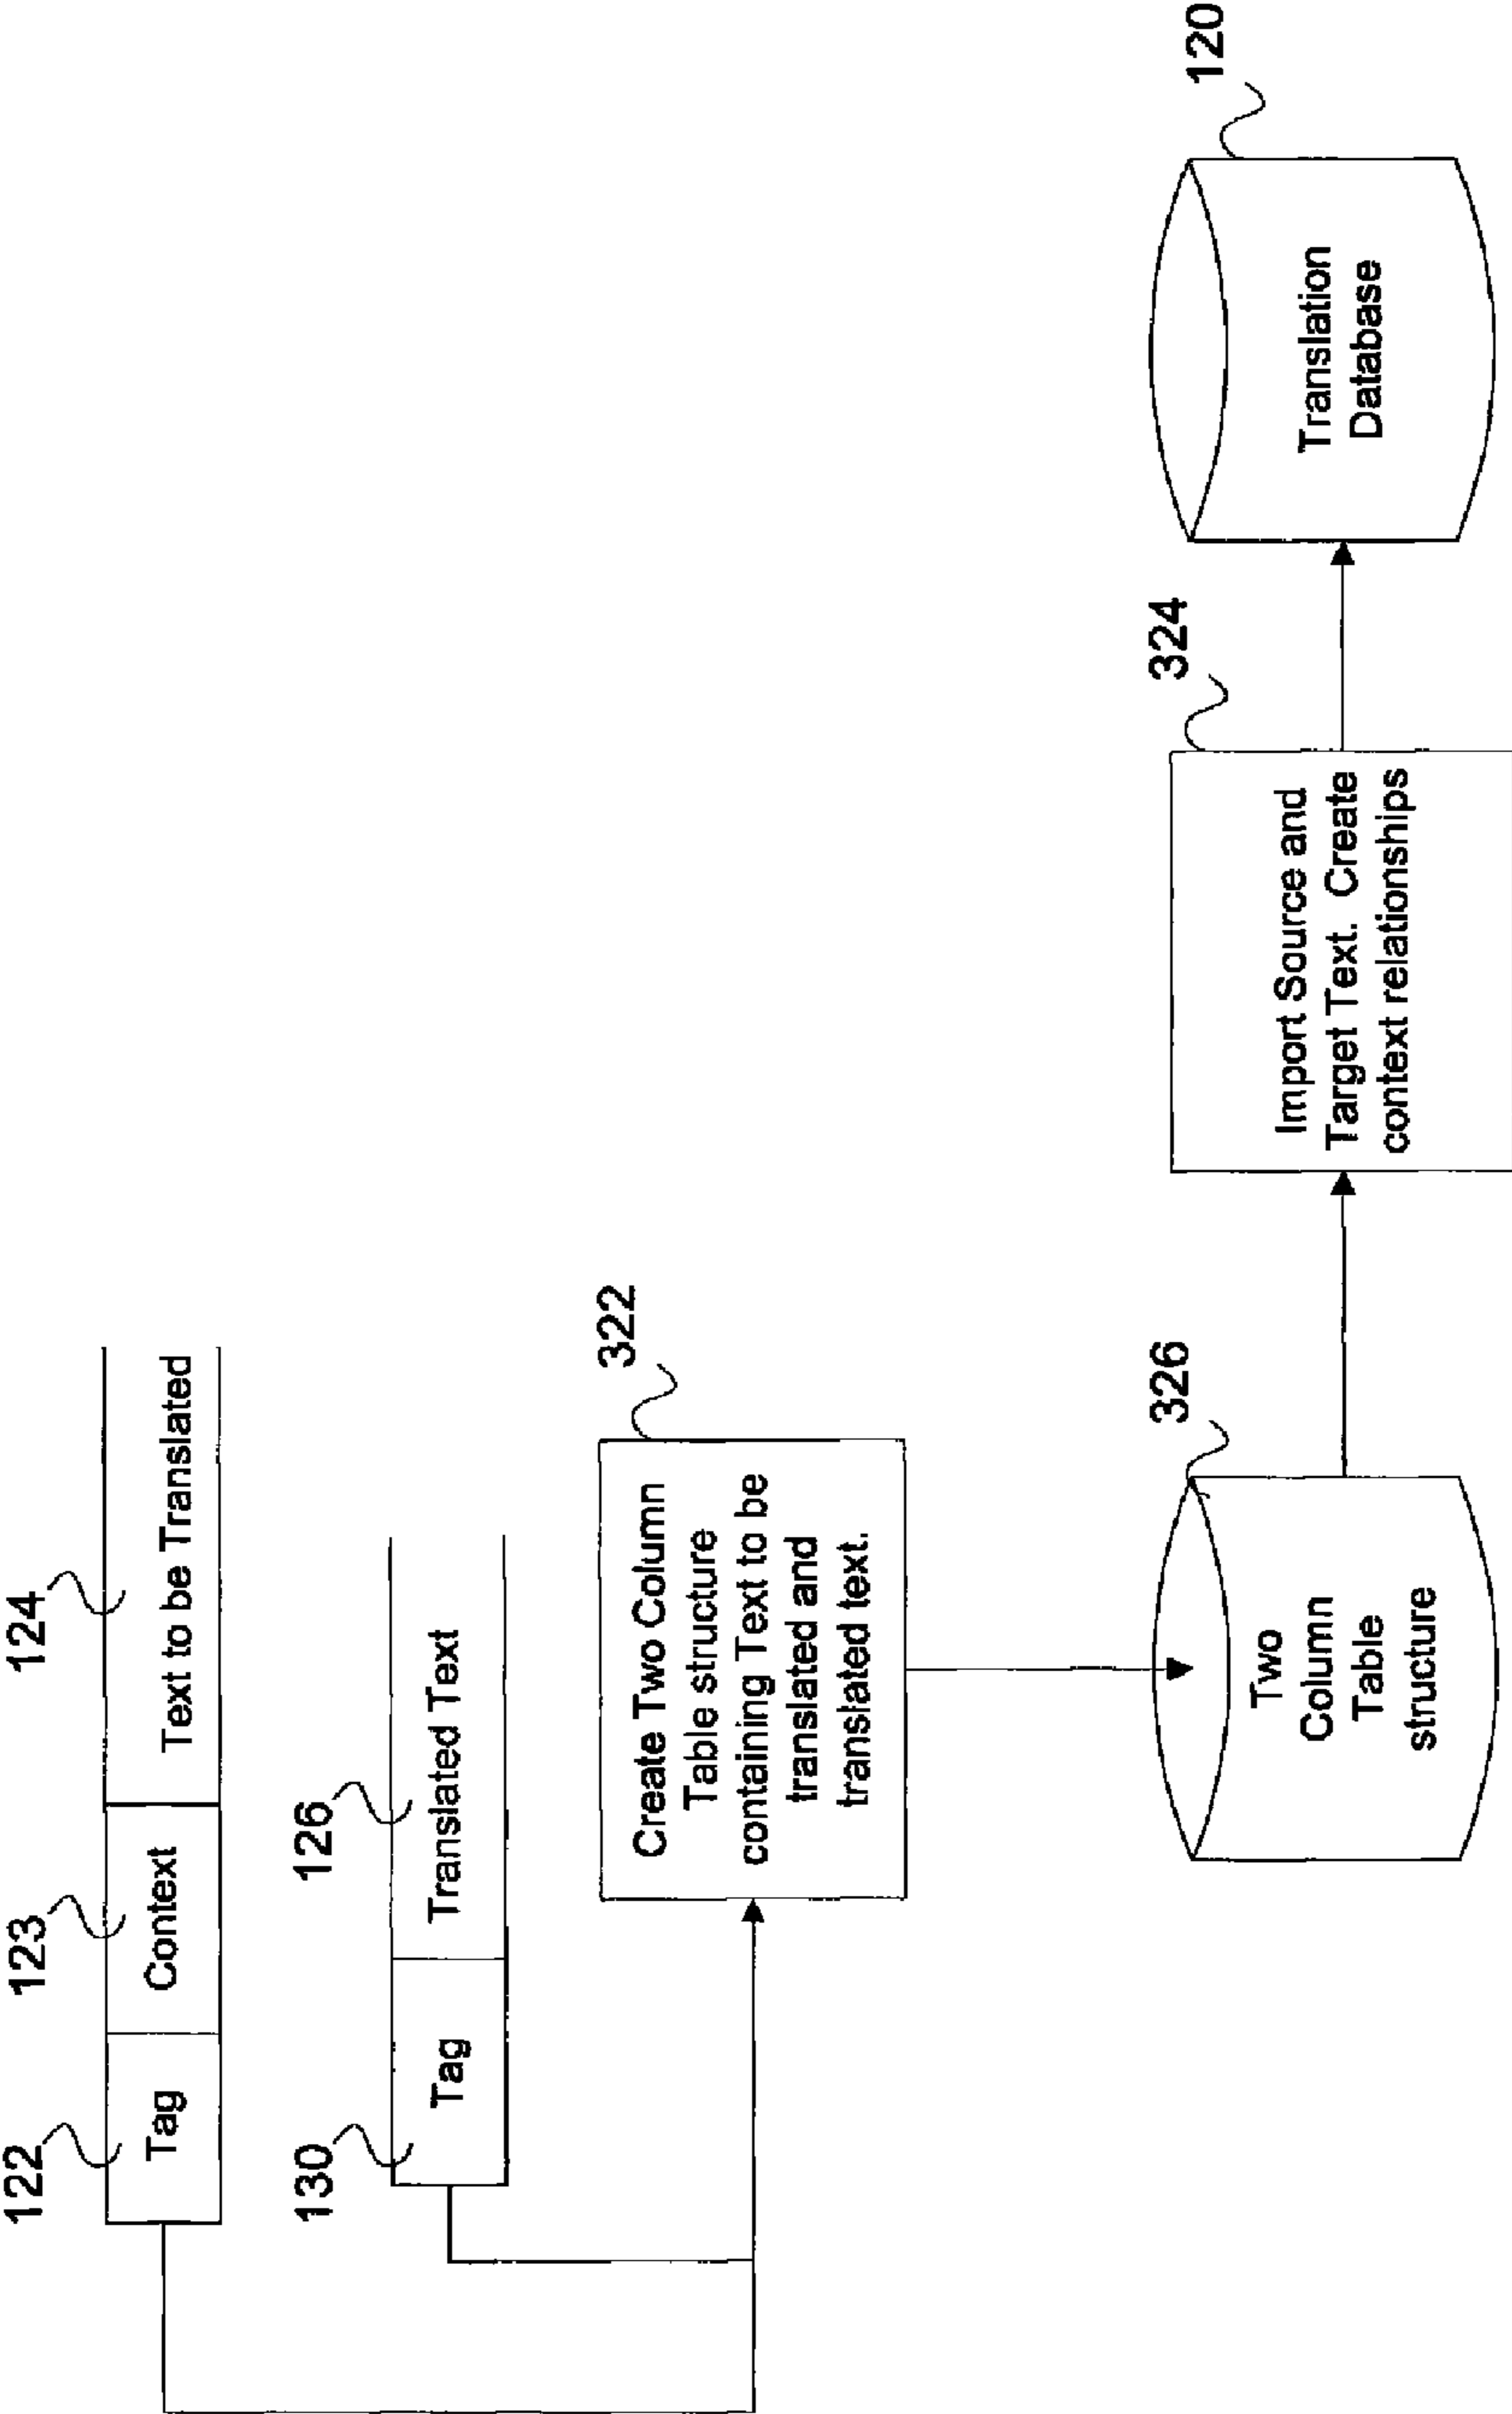 122
123
124
Tag
Context
Text to be Translated
130
126
Tag
Translated Text
322
Create Two Column
Table structure
containing Text to be
translated and
translated text.
326
Two
Column
Table
structure
324
Import Source and
Target Text. Create
context relationships
120
Translation
Database